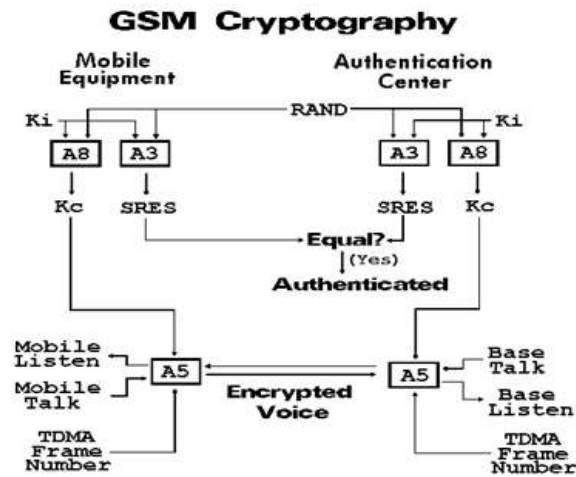 GSM Cryptography
Mobile
Equipment
Authentication
Center
Ki
RAND
Ki
A8
A3
A3
A8
Kc
SRES
SRES
Kc
Equal?
(Yes)
Authenticated
Mobile
Listen
Mobile
Talk
A5
Encrypted
Voice
A5
Base
Talk
Base
Listen
TDMA
Frame
Number
TDMA
Frame
Number